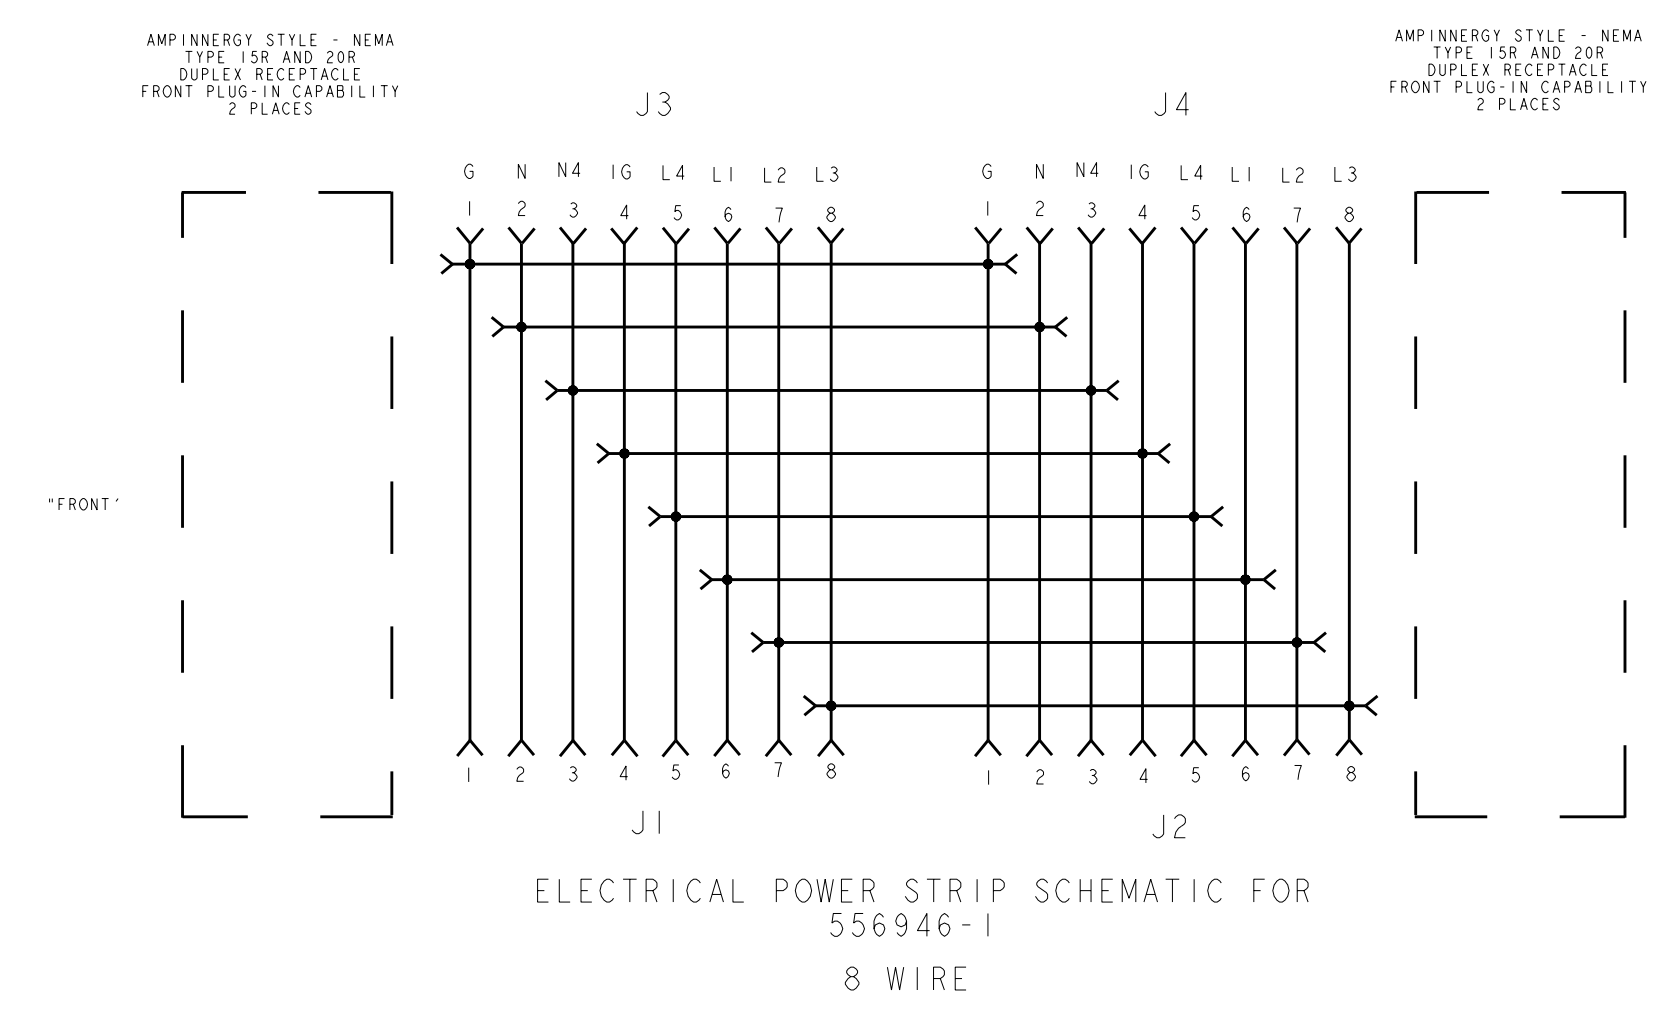 AMPINNERGY STYLE - NEMA
TYPE 15R AND 20R
DUPLEX RECEPTACLE
FRONT PLUG-IN CAPABILITY
2 PLACES
AMPINNERGY STYLE - NEMA
TYPE 15R AND 20R
DUPLEX RECEPTACLE
FRONT PLUG-IN CAPABILITY
2 PLACES
J3 J4
G N N4 IG L4 L1 L2 L3 G N N4 IG L4 L1 L2 L3
1 2 3 4 5 6 7 8 1 2 3 4 5 6 7 8
"FRONT'
1 2 3 4 5 6 7 8 1 2 3 4 5 6 7 8
J1 J2
ELECTRICAL POWER STRIP SCHEMATIC FOR
556946-1
8 WIRE